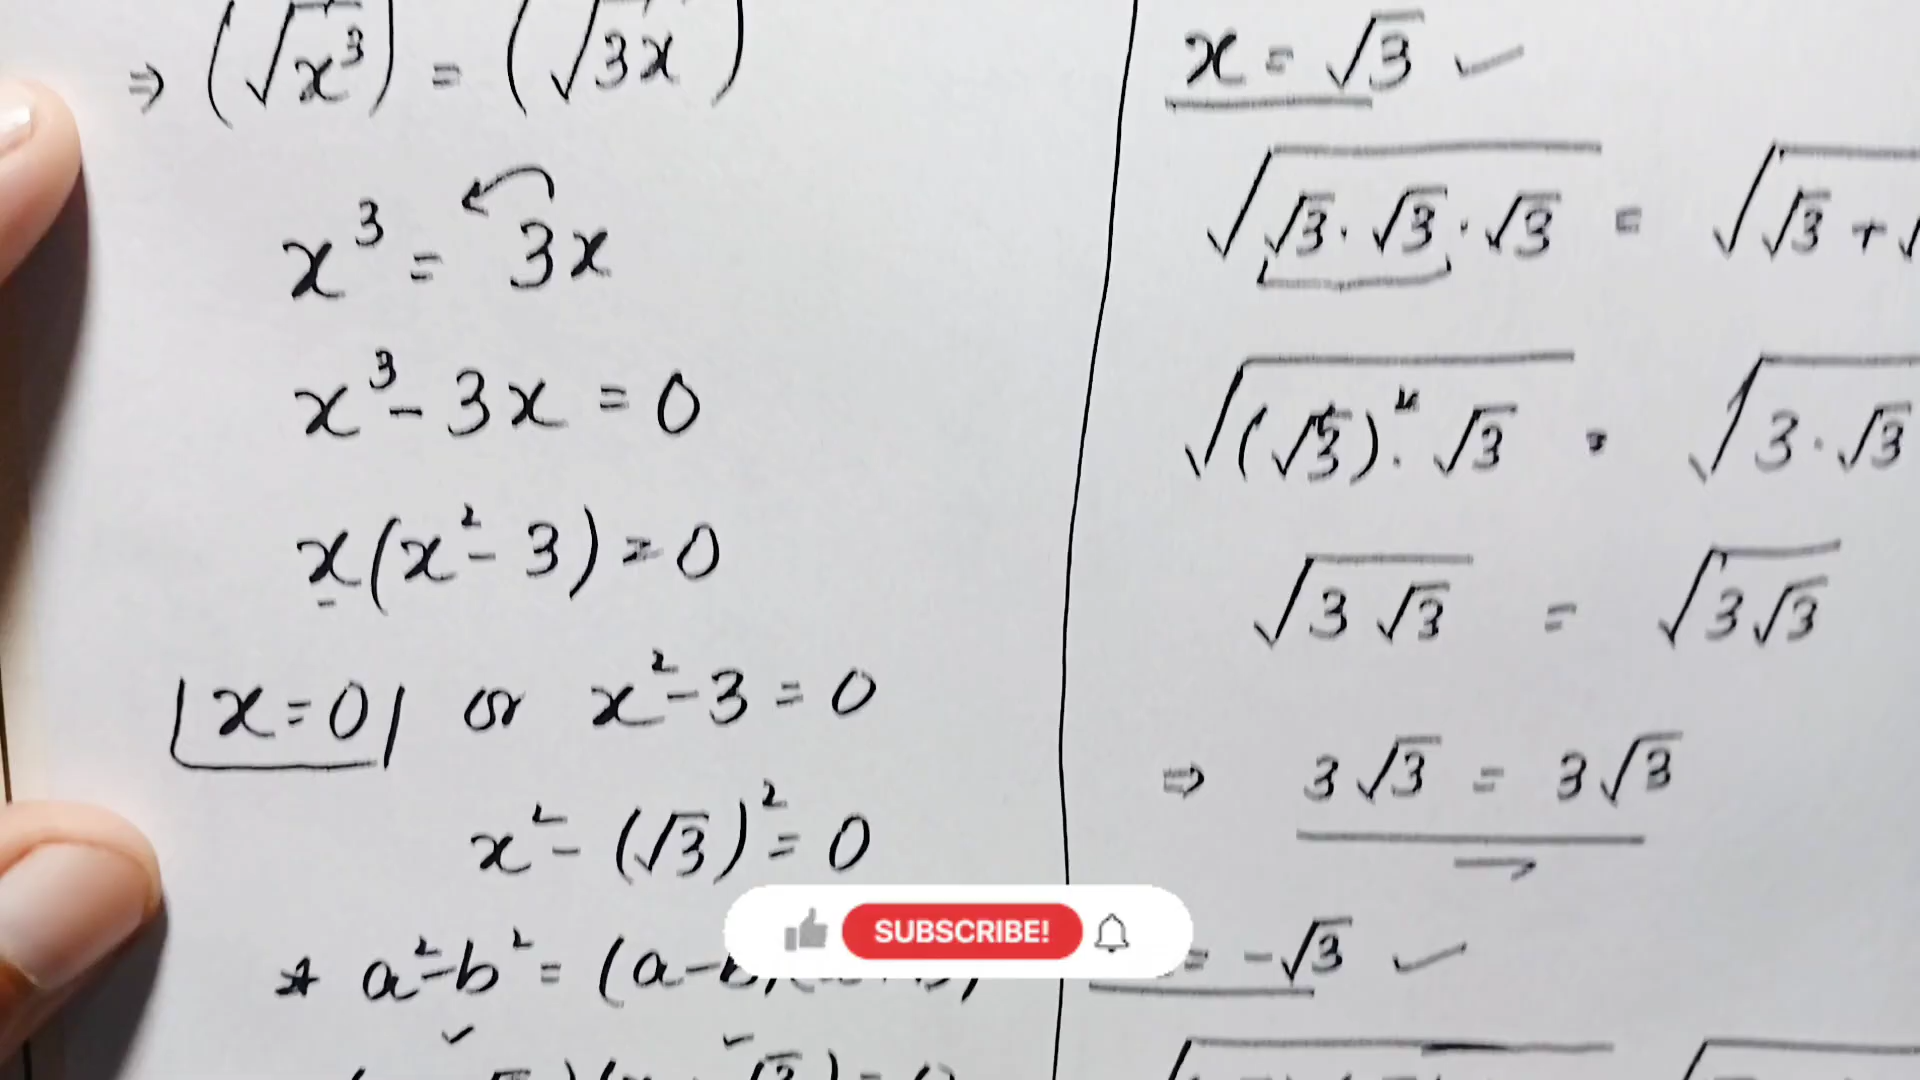 ⇒ (√x³) = (√3x)
x³ = 3x
x³ - 3x = 0
x(x² - 3) = 0
x = 0 or x² - 3 = 0
x² - (√3)² = 0
* a² - b² = (a - b)
x = √3 ✓
√(√3 · √3 · √3) = √(√3 +
√((√3)² · √3) = √(3 · √3)
√(3√3) = √(3√3)
⇒ 3√3 = 3√3
= -√3 ✓
SUBSCRIBE!